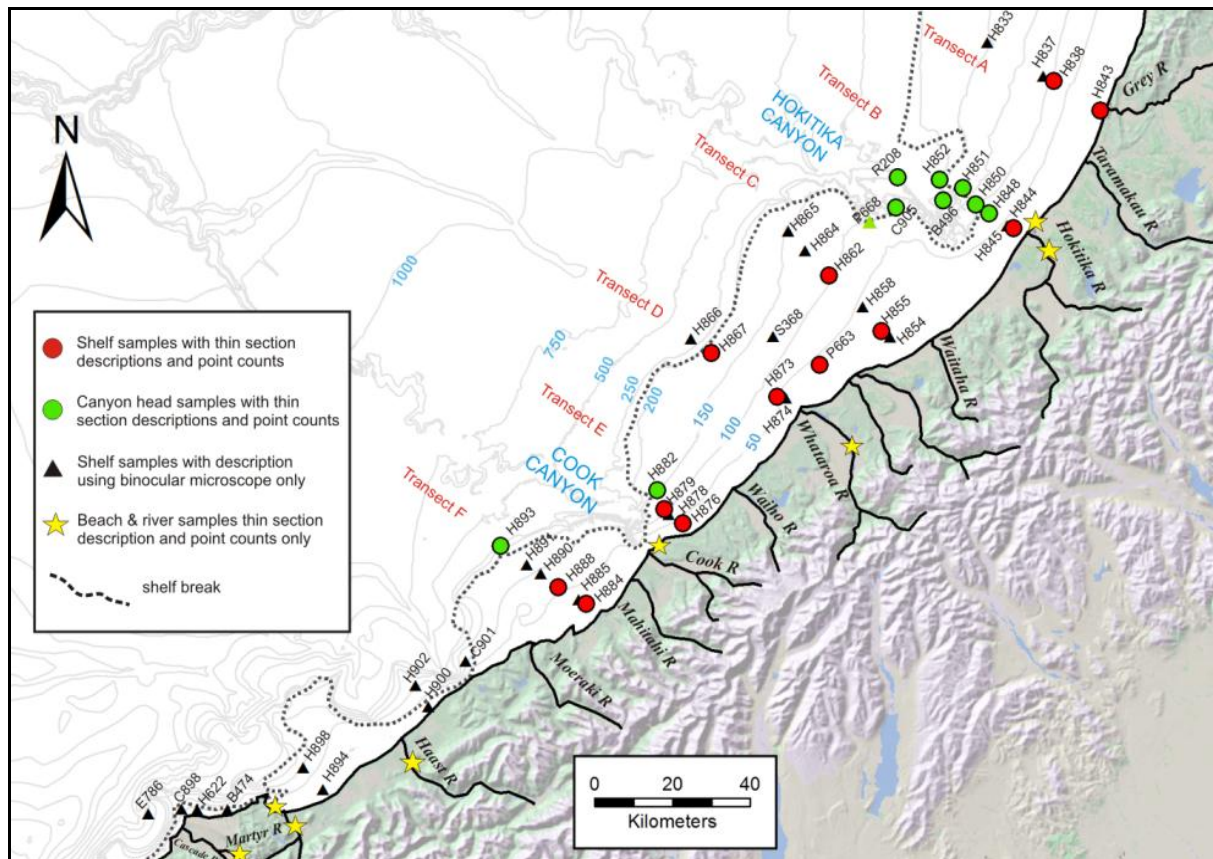 H833
Transect A
H837
H838
H843
Grey R
Transect B
HOKITIKA
CANYON
N
R208
H852
H851
H850
H848
Taramakau R
Transect C
H865
H864
C905
B496
H844
H845
Hokitika R
1000
H862
Transect D
H866
H867
S368
H858
H855
H854
Waitaha R
750
500
250
200
150
100
50
P663
H873
H874
Whataroa R
Transect E
COOK
CANYON
Transect F
H882
H879
H878
H876
Waiho R
Cook R
H893
H890
H888
H885
H884
Mahitahi R
Moeraki R
H902
H900
Haast R
H898
H894
E786
C898
H622
B474
Martyr R
Shelf samples with thin section
descriptions and point counts
Canyon head samples with thin
section descriptions and point counts
Shelf samples with description
using binocular microscope only
Beach & river samples thin section
description and point counts only
shelf break
0 20 40
Kilometers